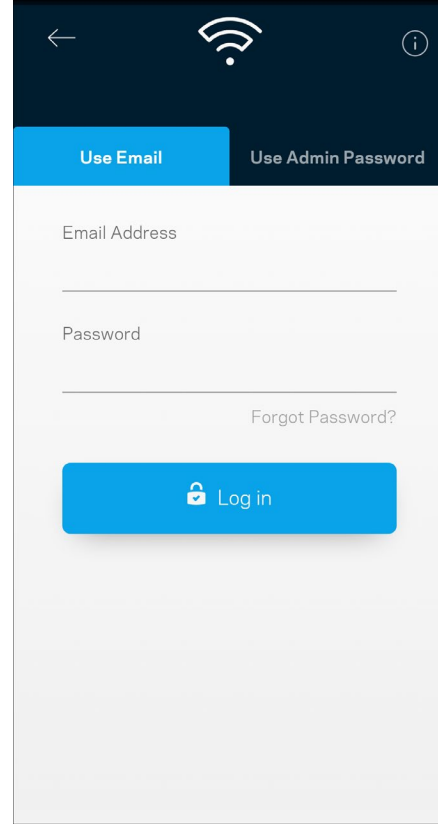 Use Email
Use Admin Password
Email Address
Password
Forgot Password?
Log in